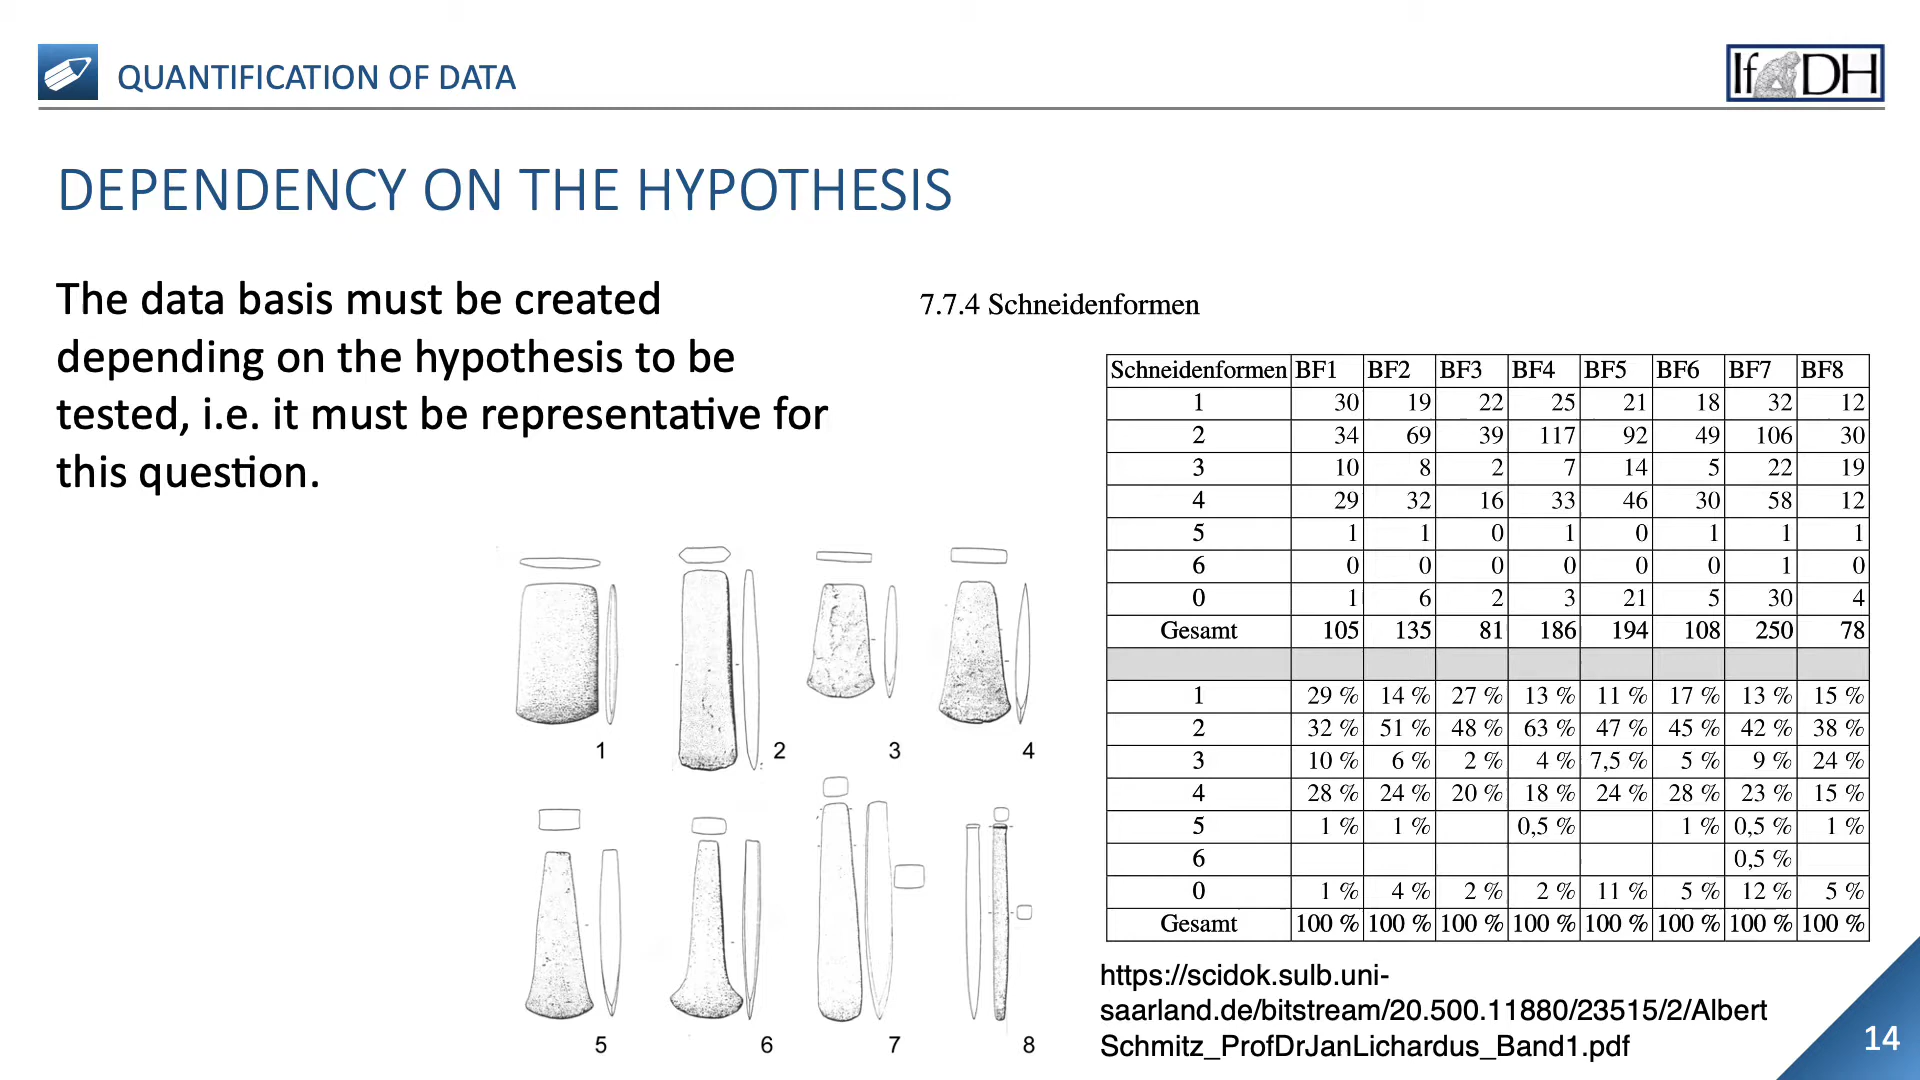 QUANTIFICATION OF DATA
IfDH
DEPENDENCY ON THE HYPOTHESIS
The data basis must be created
depending on the hypothesis to be
tested, i.e. it must be representative for
this question.
7.7.4 Schneidenformen
Schneidenformen BF1 BF2 BF3 BF4 BF5 BF6 BF7 BF8
1 30 19 22 25 21 18 32 12
2 34 69 39 117 92 49 106 30
3 10 8 2 7 14 5 22 19
4 29 32 16 33 46 30 58 12
5 1 1 0 1 0 1 1 1
6 0 0 0 0 0 0 1 0
0 1 6 2 3 21 5 30 4
Gesamt 105 135 81 186 194 108 250 78
1 29 % 14 % 27 % 13 % 11 % 17 % 13 % 15 %
2 32 % 51 % 48 % 63 % 47 % 45 % 42 % 38 %
3 10 % 6 % 2 % 4 % 7,5 % 5 % 9 % 24 %
4 28 % 24 % 20 % 18 % 24 % 28 % 23 % 15 %
5 1 % 1 % 0,5 % 1 % 0,5 % 1 %
6 0,5 %
0 1 % 4 % 2 % 2 % 11 % 5 % 12 % 5 %
Gesamt 100 % 100 % 100 % 100 % 100 % 100 % 100 % 100 %
1 2 3 4
5 6 7 8
https://scidok.sulb.uni-
saarland.de/bitstream/20.500.11880/23515/2/Albert
Schmitz_ProfDrJanLichardus_Band1.pdf
14